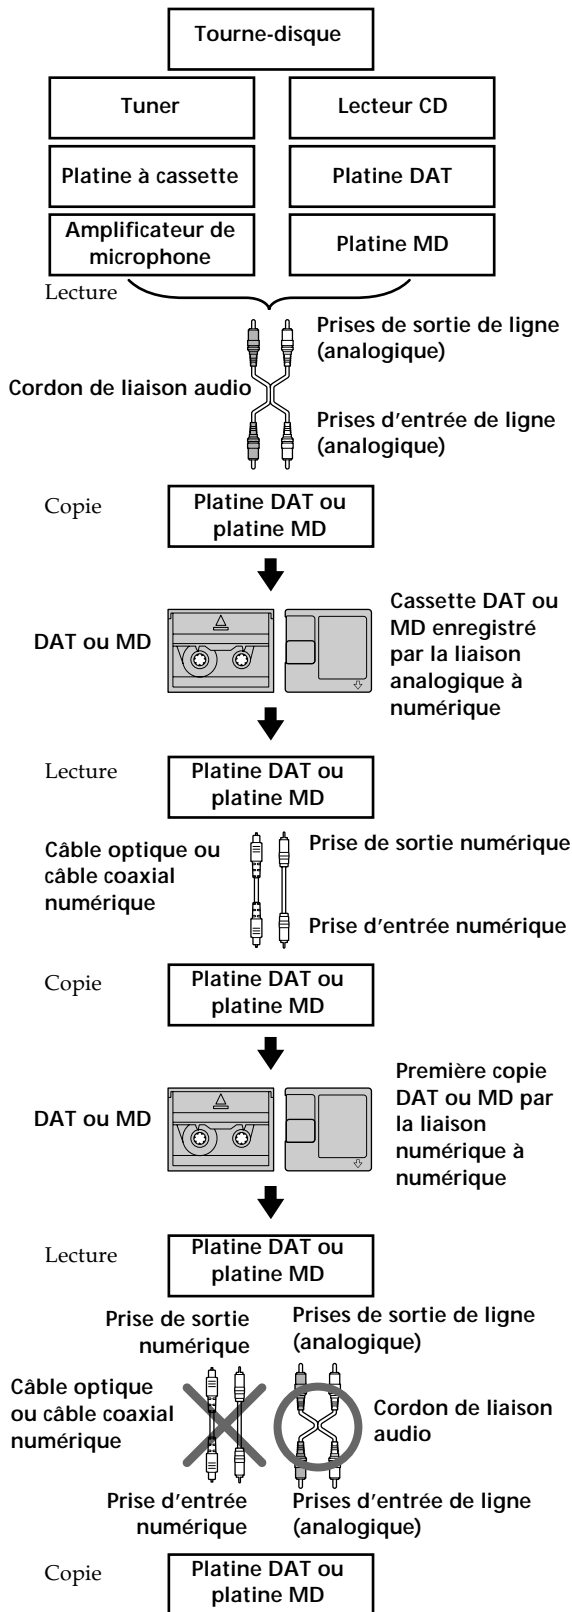 Tourne-disque
Tuner
Lecteur CD
Platine à cassette
Platine DAT
Amplificateur de
microphone
Platine MD
Lecture
Prises de sortie de ligne
(analogique)
Cordon de liaison audio
Prises d'entrée de ligne
(analogique)
Copie
Platine DAT ou
platine MD
DAT ou MD
Cassette DAT ou
MD enregistré
par la liaison
analogique à
numérique
Lecture
Platine DAT ou
platine MD
Câble optique ou
câble coaxial
numérique
Prise de sortie numérique
Prise d'entrée numérique
Copie
Platine DAT ou
platine MD
DAT ou MD
Première copie
DAT ou MD par
la liaison
numérique à
numérique
Lecture
Platine DAT ou
platine MD
Prise de sortie
numérique
Prises de sortie de ligne
(analogique)
Câble optique
ou câble coaxial
numérique
Cordon de liaison
audio
Prise d'entrée
numérique
Prises d'entrée de ligne
(analogique)
Copie
Platine DAT ou
platine MD